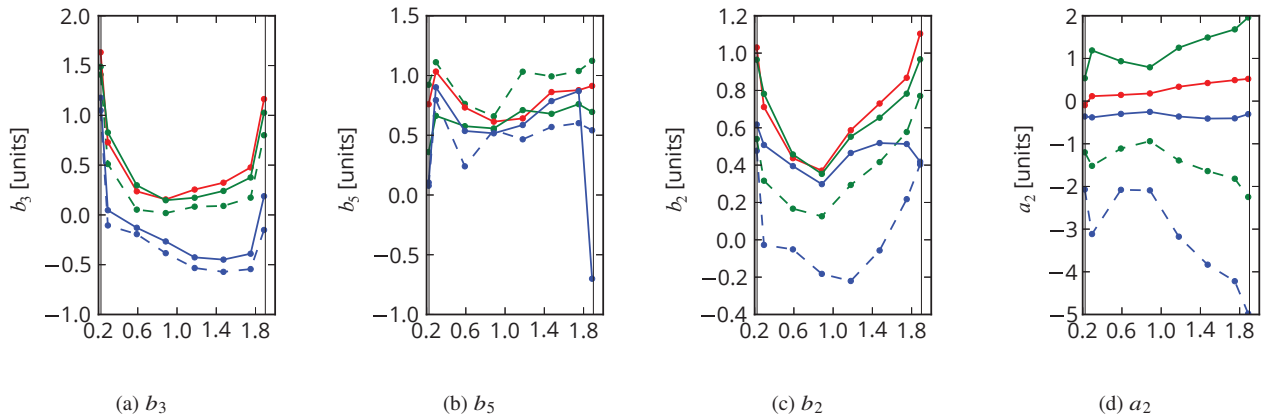 2.0
1.5
1.0
0.5
0.0
−0.5
−1.0
b₃ [units]
0.2 0.6 1.0 1.4 1.8
1.5
1.0
0.5
0.0
0.5
1.0
b₅ [units]
0.2 0.6 1.0 1.4 1.8
1.2
1.0
0.8
0.6
0.4
0.2
0.0
−0.2
−0.4
b₂ [units]
0.2 0.6 1.0 1.4 1.8
2
1
0
−1
−2
−3
−4
−5
a₂ [units]
0.2 0.6 1.0 1.4 1.8
(a) b₃
(b) b₅
(c) b₂
(d) a₂